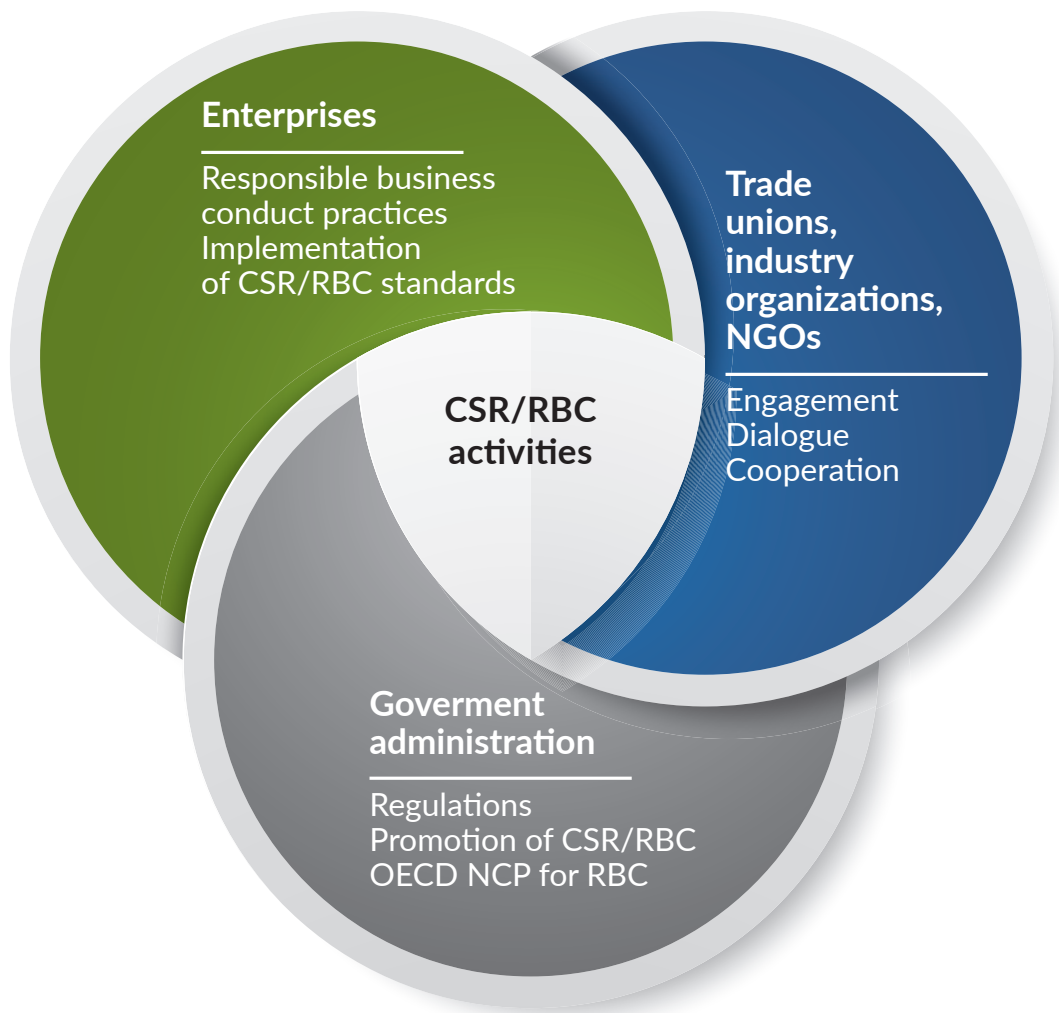 Enterprises
Responsible business
conduct practices
Implementation
of CSR/RBC standards
Trade
unions,
industry
organizations,
NGOs
Engagement
Dialogue
Cooperation
CSR/RBC
activities
Goverment
administration
Regulations
Promotion of CSR/RBC
OECD NCP for RBC